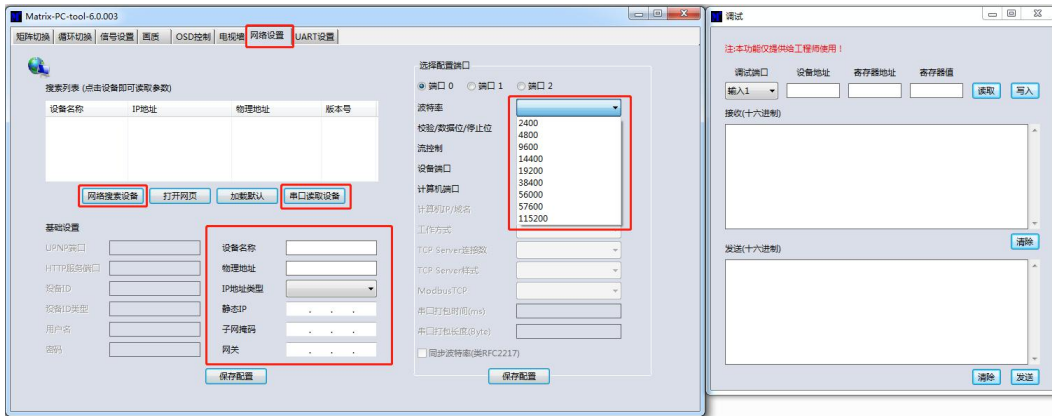 Matrix-PC-tool-6.0.003
矩阵切换 循环切换 信号设置 画质 OSD控制 电视墙 网络设置 UART设置
搜索列表 (点击设备即可读取参数)
设备名称 IP地址 物理地址 版本号
网络搜索设备 打开网页 加载默认 串口读取设备
基础设置
UPNP端口
HTTP服务端口
设备ID
设备ID类型
用户名
密码
设备名称
物理地址
IP地址类型
静态IP . . .
子网掩码 . . .
网关 . . .
保存配置
选择配置端口
端口 0 端口 1 端口 2
波特率
2400
4800
9600
14400
19200
38400
56000
57600
115200
校验/数据位/停止位
流控制
设备端口
计算机端口
计算机IP/域名
工作方式
TCP Server连接数
TCP Server样式
ModbusTCP
串口打包时间(ms)
串口打包长度(Byte)
同步波特率(类RFC2217)
保存配置
调试
注:本功能仅提供给工程师使用！
调试端口 设备地址 寄存器地址 寄存器值
输入1 读取 写入
接收(十六进制)
清除
发送(十六进制)
清除 发送